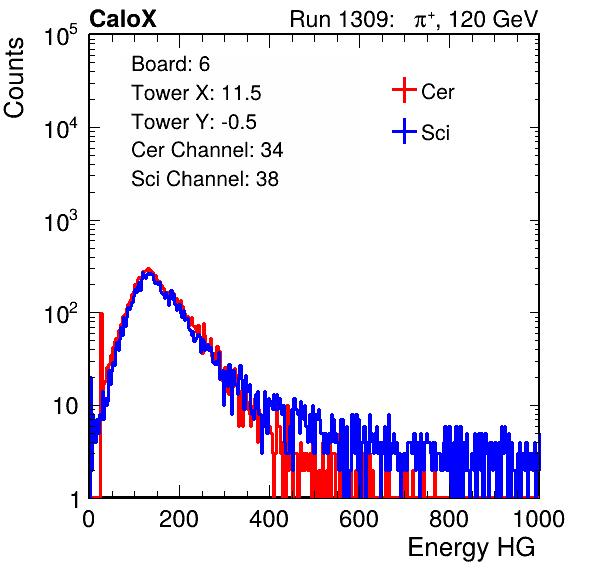 CaloX Run 1309: π⁺, 120 GeV
Board: 6
Tower X: 11.5
Tower Y: -0.5
Cer Channel: 34
Sci Channel: 38
Cer
Sci
Counts
10⁵
10⁴
10³
10²
10
1
0 200 400 600 800 1000
Energy HG